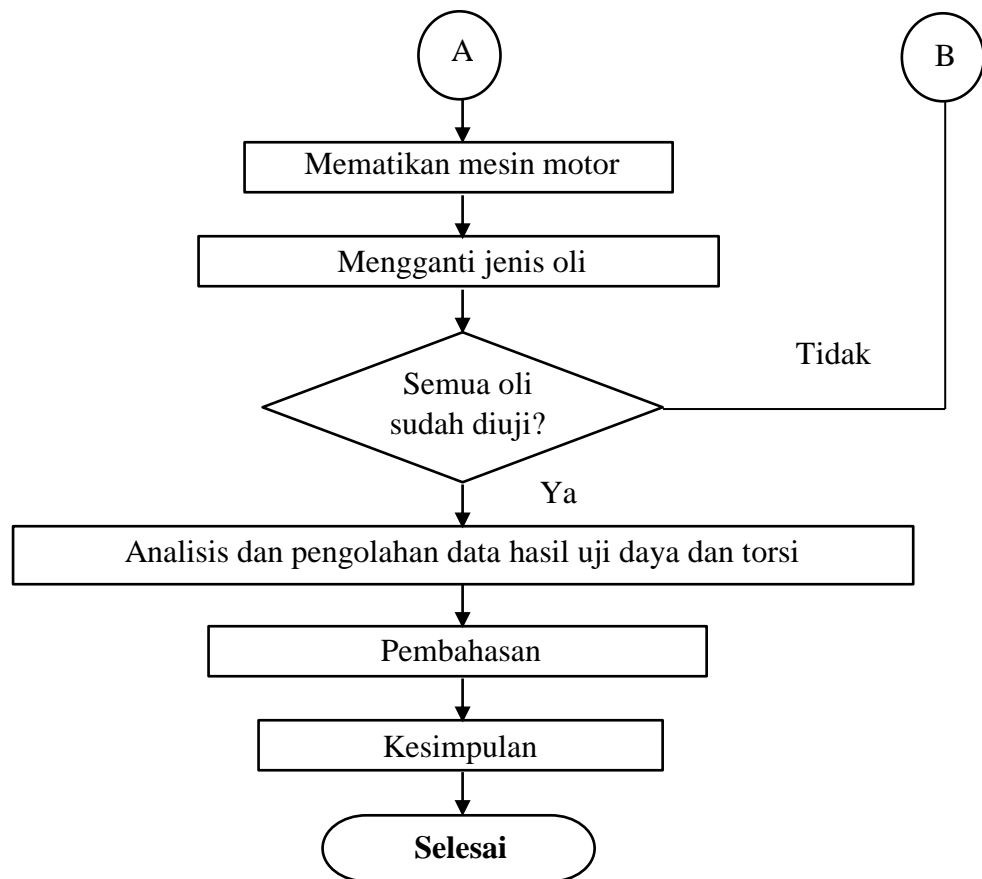 A
B
Mematikan mesin motor
Mengganti jenis oli
Tidak
Semua oli
sudah diuji?
Ya
Analisis dan pengolahan data hasil uji daya dan torsi
Pembahasan
Kesimpulan
Selesai